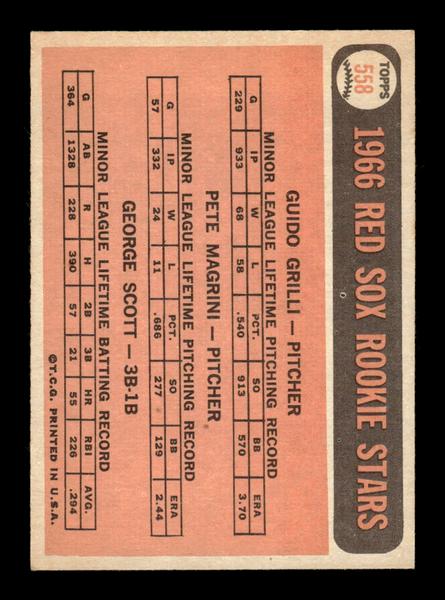 TOPPS
558
1966 RED SOX ROOKIE STARS
GUIDO GRILLI — PITCHER
MINOR LEAGUE LIFETIME PITCHING RECORD
G IP W L PCT. SO BB ERA
229 933 68 58 .540 913 570 3.70
PETE MAGRINI — PITCHER
MINOR LEAGUE LIFETIME PITCHING RECORD
G IP W L PCT. SO BB ERA
57 332 24 11 .686 277 129 2.44
GEORGE SCOTT — 3B-1B
MINOR LEAGUE LIFETIME BATTING RECORD
G AB R H 2B 3B HR RBI AVG.
364 1328 228 390 57 21 55 226 .294
©T.C.G. PRINTED IN U.S.A.